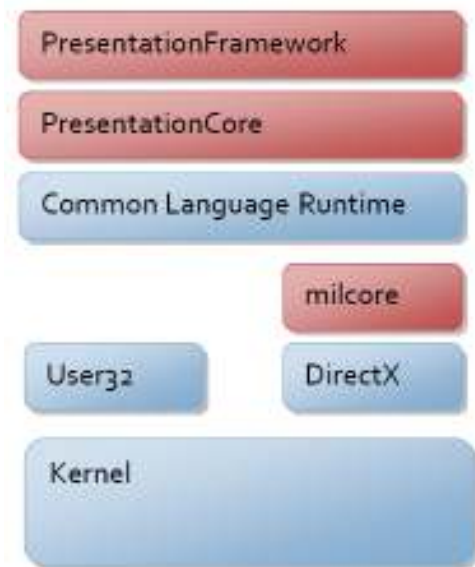 PresentationFramework
PresentationCore
Common Language Runtime
milcore
User32
DirectX
Kernel